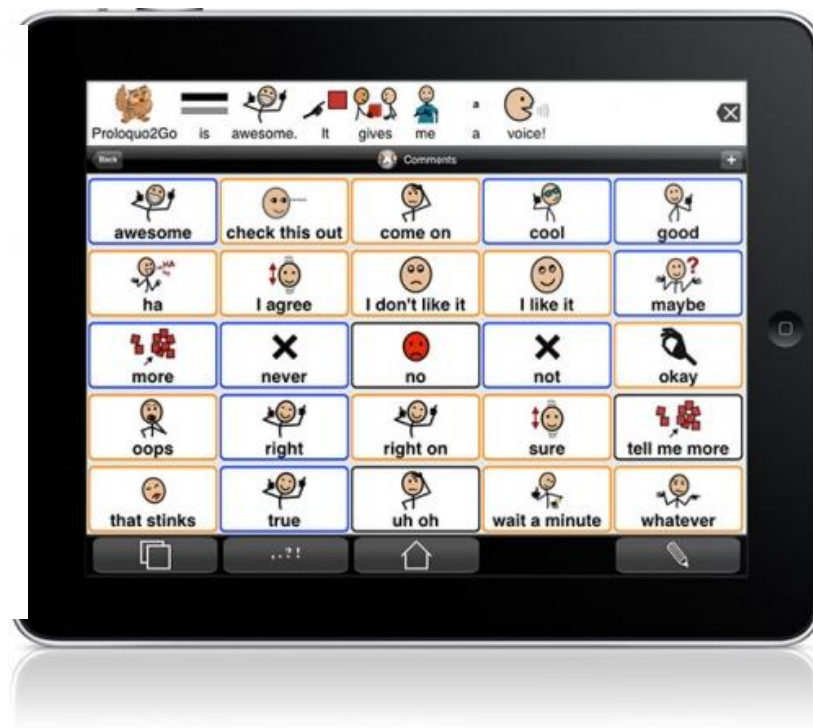 Proloquo2Go is awesome. It gives me a voice!
Back Comments +
awesome check this out come on cool good
HA
ha I agree I don't like it I like it maybe
more never no not okay
oops right right on sure tell me more
that stinks true uh oh wait a minute whatever
,.?!